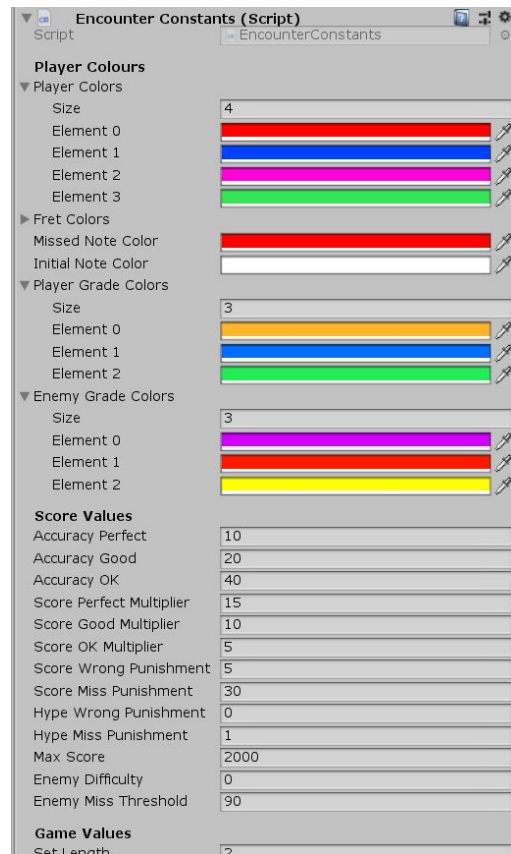 Encounter Constants (Script)
Script EncounterConstants
Player Colours
Player Colors
Size 4
Element 0
Element 1
Element 2
Element 3
Fret Colors
Missed Note Color
Initial Note Color
Player Grade Colors
Size 3
Element 0
Element 1
Element 2
Enemy Grade Colors
Size 3
Element 0
Element 1
Element 2
Score Values
Accuracy Perfect 10
Accuracy Good 20
Accuracy OK 40
Score Perfect Multiplier 15
Score Good Multiplier 10
Score OK Multiplier 5
Score Wrong Punishment 5
Score Miss Punishment 30
Hype Wrong Punishment 0
Hype Miss Punishment 1
Max Score 2000
Enemy Difficulty 0
Enemy Miss Threshold 90
Game Values
Set Length 2